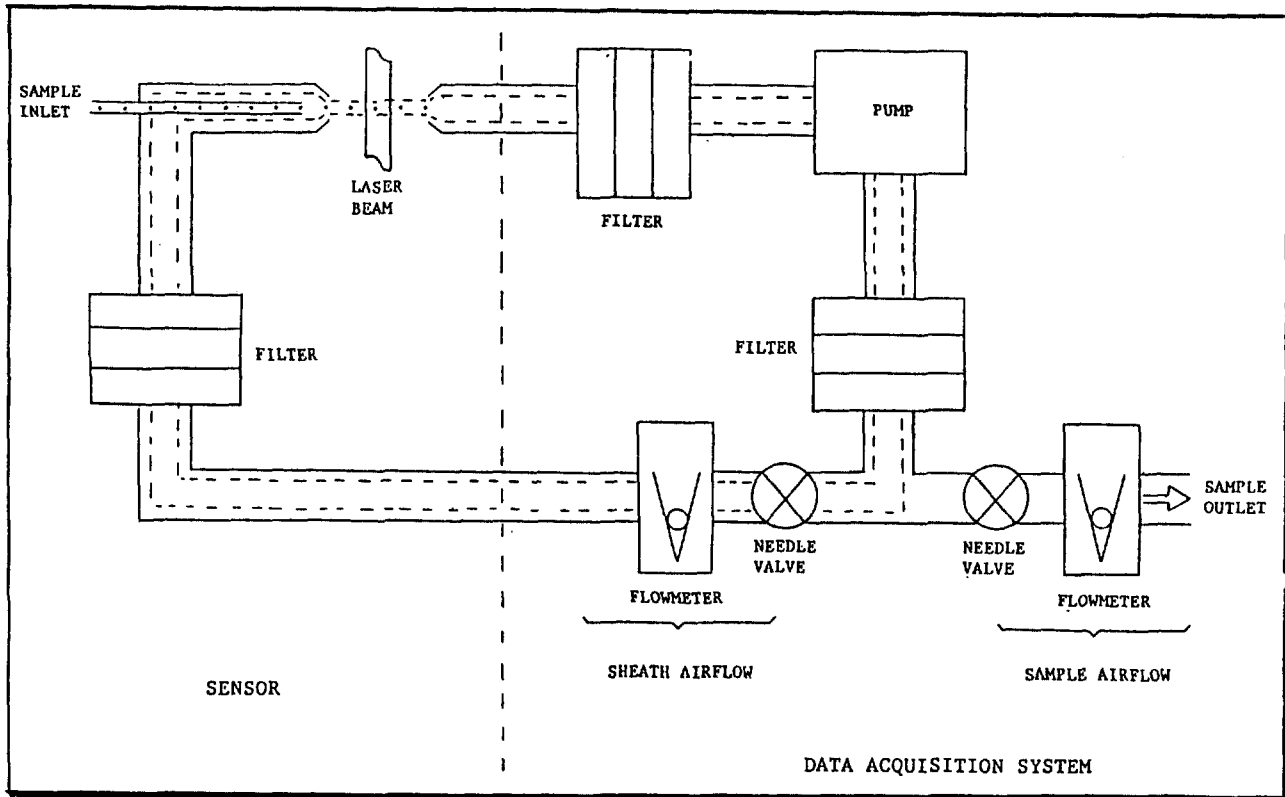 SAMPLE
INLET
PUMP
LASER
BEAM
FILTER
FILTER
FILTER
SAMPLE
OUTLET
NEEDLE
VALVE
NEEDLE
VALVE
FLOWMETER
FLOWMETER
SHEATH AIRFLOW
SAMPLE AIRFLOW
SENSOR
DATA ACQUISITION SYSTEM